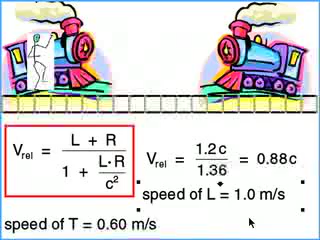 V_rel = (L + R) / (1 + (L·R / c²))
V_rel = 1.2c / 1.36 = 0.88c
speed of L = 1.0 m/s
speed of T = 0.60 m/s